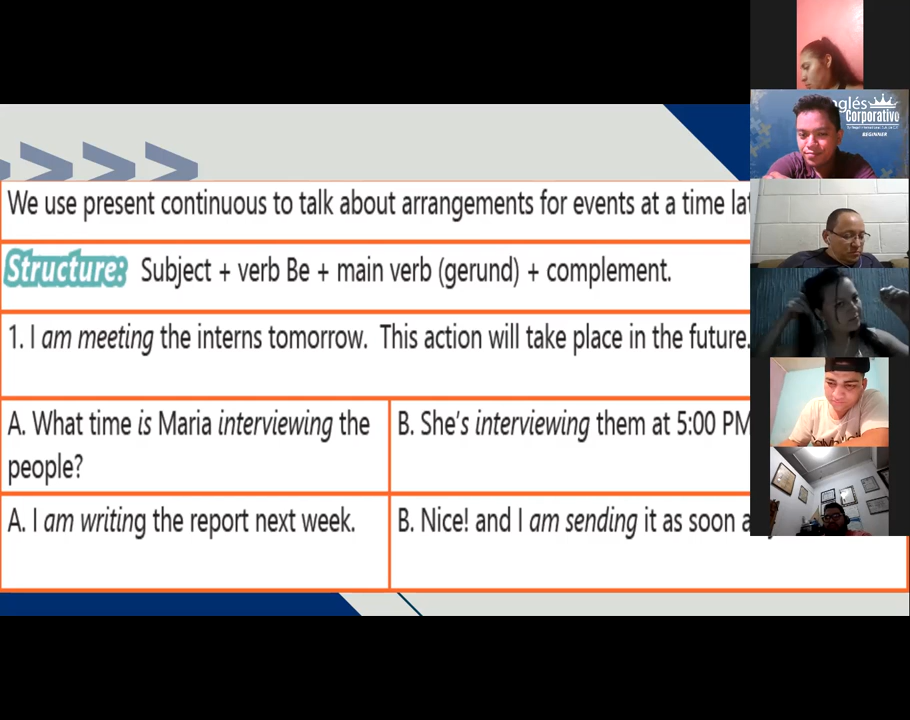 We use present continuous to talk about arrangements for events at a time
Structure: Subject + verb Be + main verb (gerund) + complement.
1. I am meeting the interns tomorrow. This action will take place in the future.
A. What time is Maria interviewing the
people?
B. She's interviewing them at 5:00 PM
A. I am writing the report next week.
B. Nice! and I am sending it as soon
Inglés
Corporativo
BEGINNER